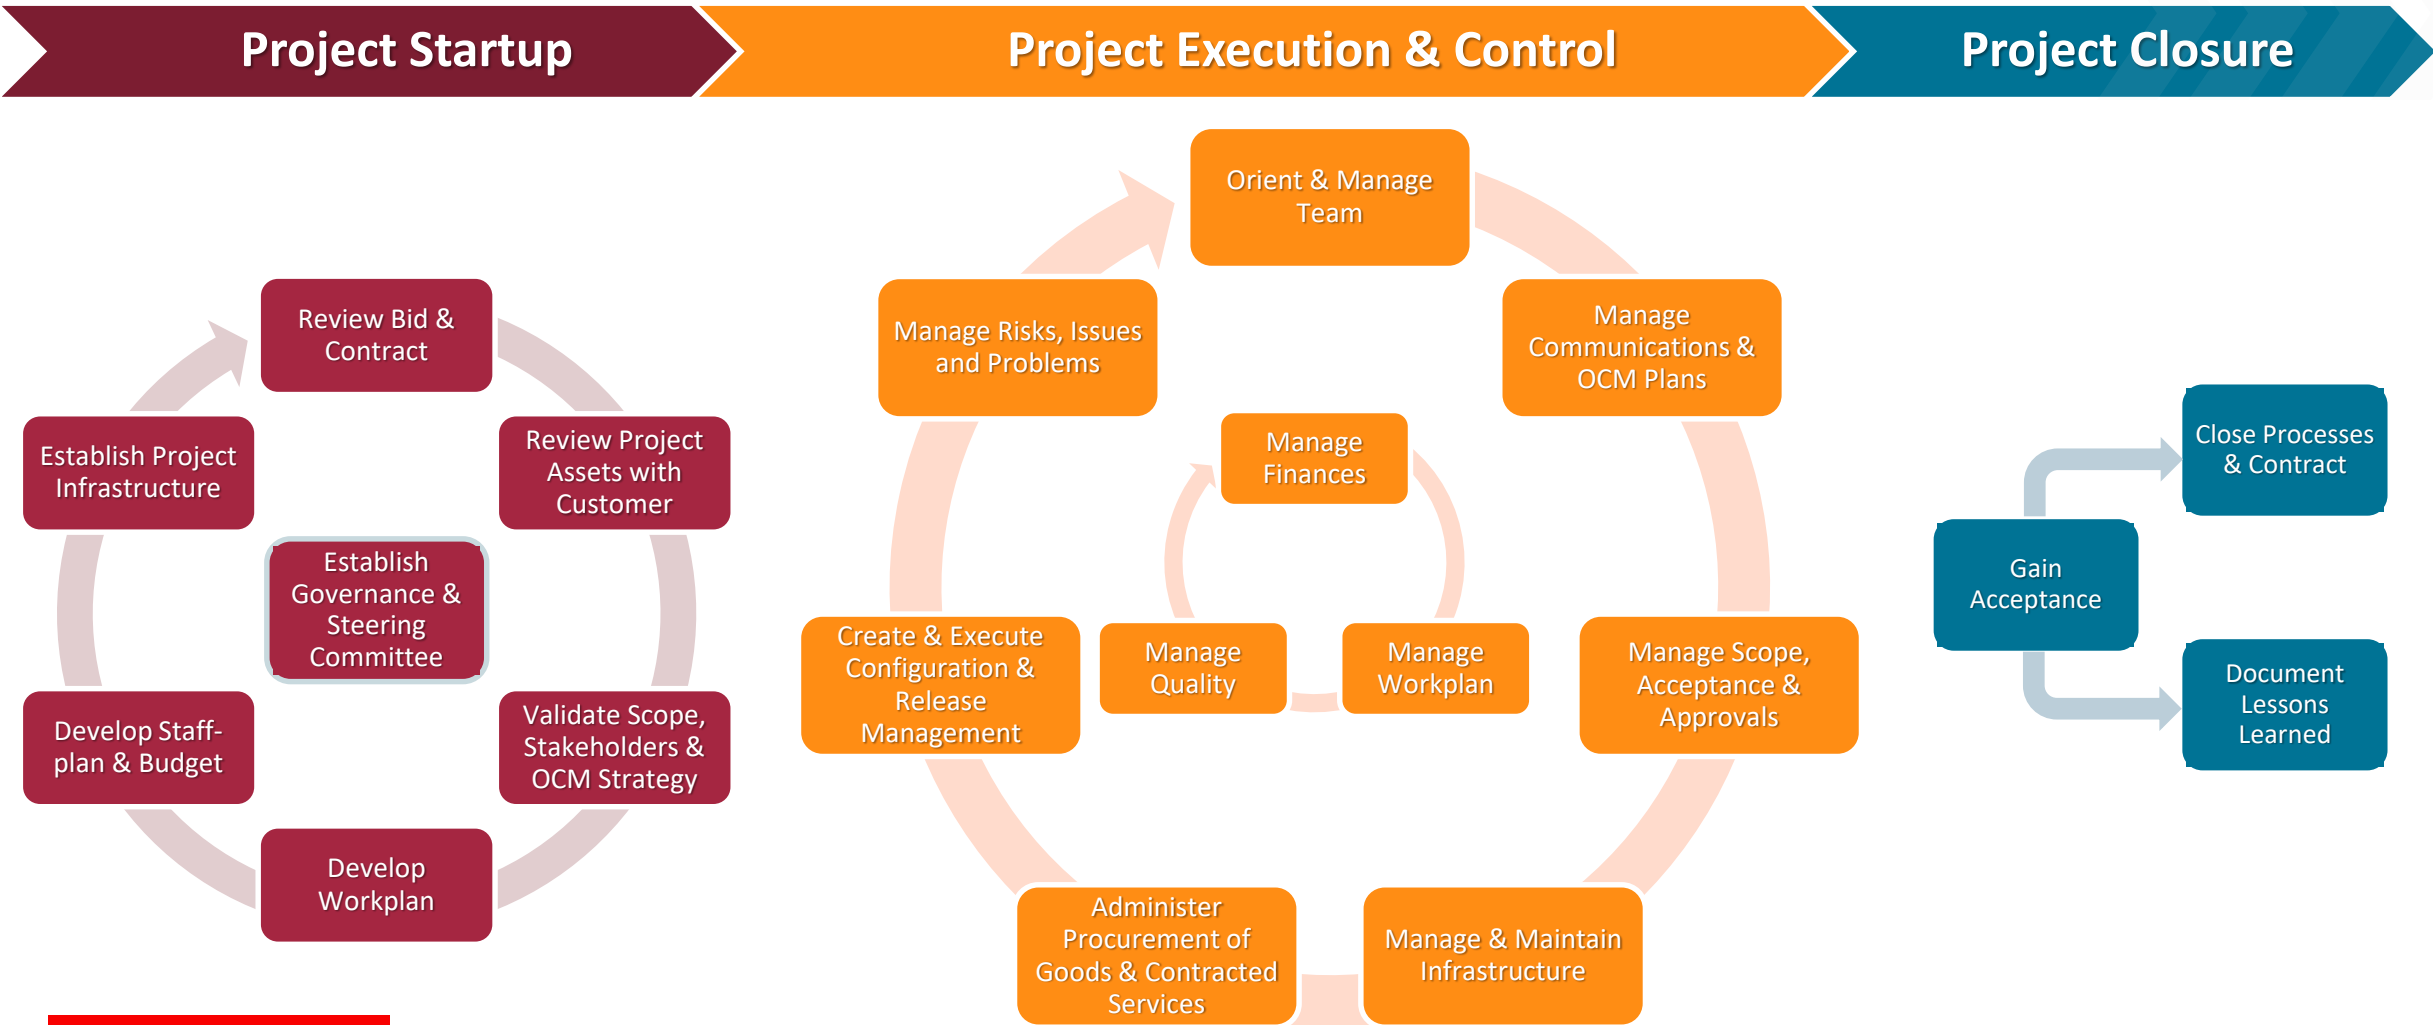 Project Startup
Project Execution & Control
Project Closure
Review Bid &
Contract
Review Project
Assets with
Customer
Validate Scope,
Stakeholders &
OCM Strategy
Develop
Workplan
Develop Staff-
plan & Budget
Establish Project
Infrastructure
Establish
Governance &
Steering
Committee
Orient & Manage
Team
Manage
Communications &
OCM Plans
Manage Scope,
Acceptance &
Approvals
Manage & Maintain
Infrastructure
Administer
Procurement of
Goods & Contracted
Services
Create & Execute
Configuration &
Release
Management
Manage Risks, Issues
and Problems
Manage
Finances
Manage
Workplan
Manage
Quality
Gain
Acceptance
Close Processes
& Contract
Document
Lessons
Learned